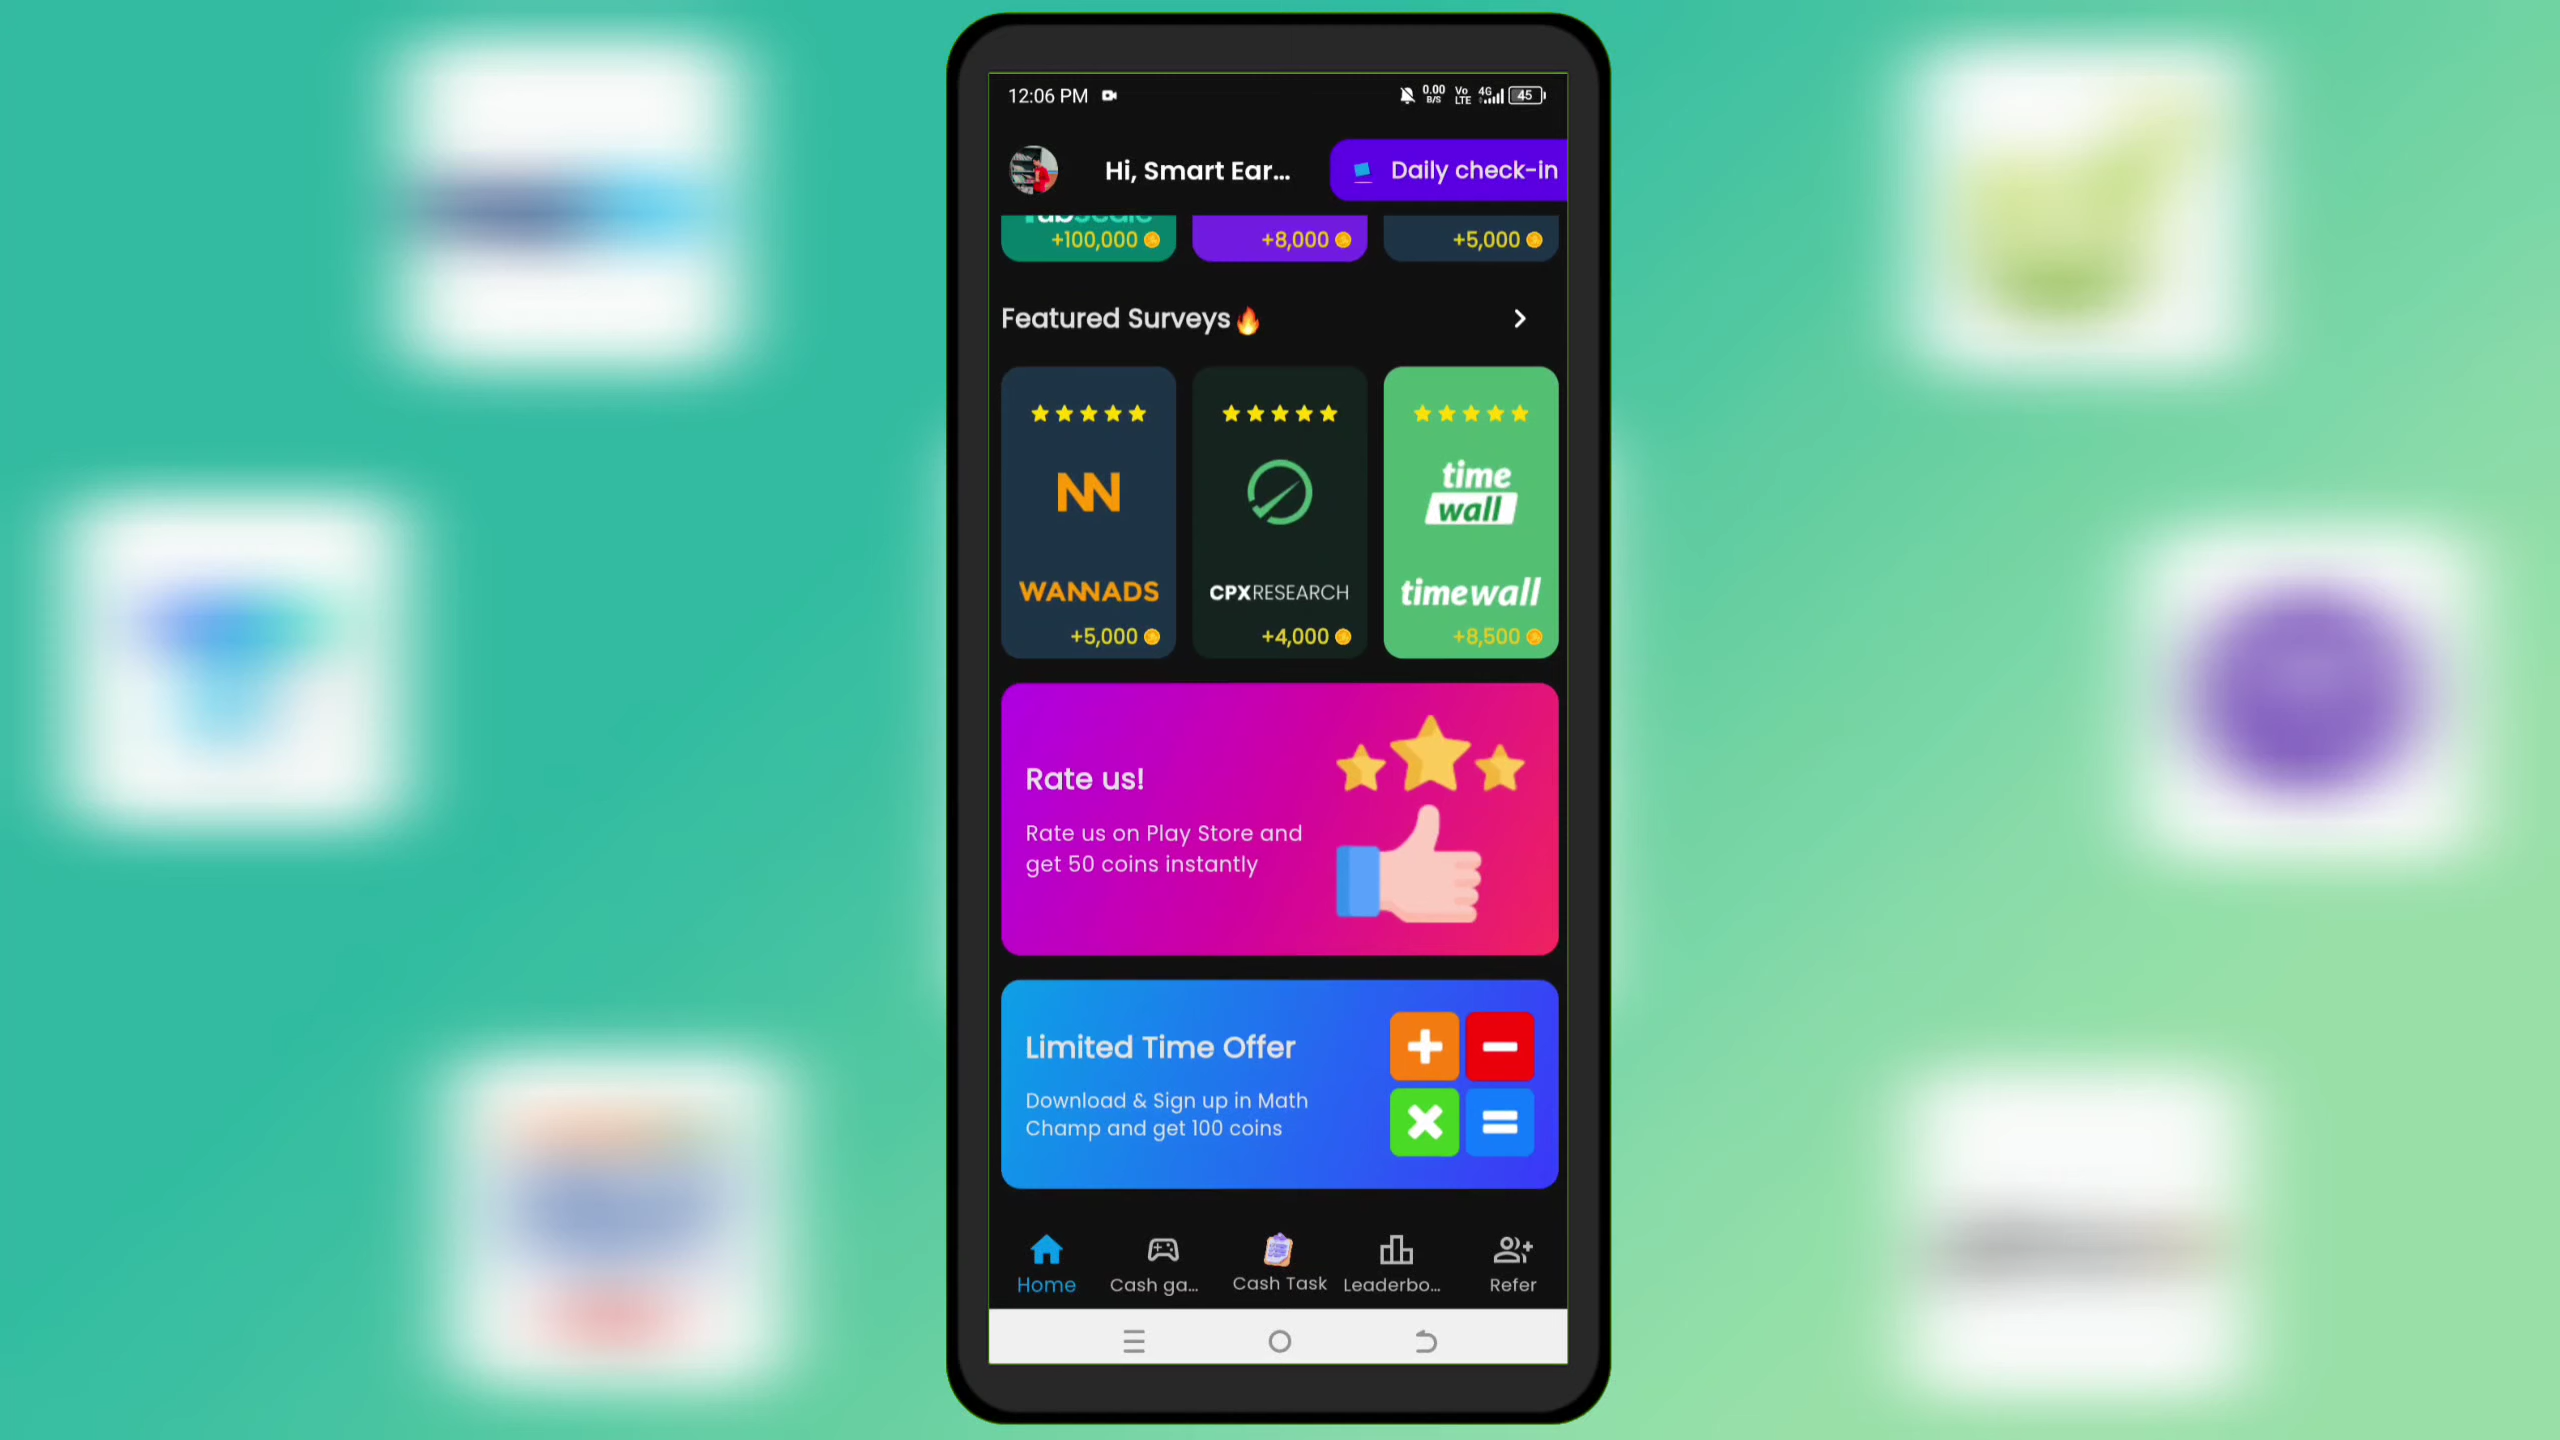 12:06 PM
0.00
B/S
Vo
LTE
4G
45
Hi, Smart Ear...
Daily check-in
+100,000
+8,000
+5,000
Featured Surveys
time
wall
WANNADS
CPXRESEARCH
timewall
+5,000
+4,000
+8,500
Rate us!
Rate us on Play Store and
get 50 coins instantly
Limited Time Offer
Download & Sign up in Math
Champ and get 100 coins
Home
Cash ga...
Cash Task
Leaderbo...
Refer